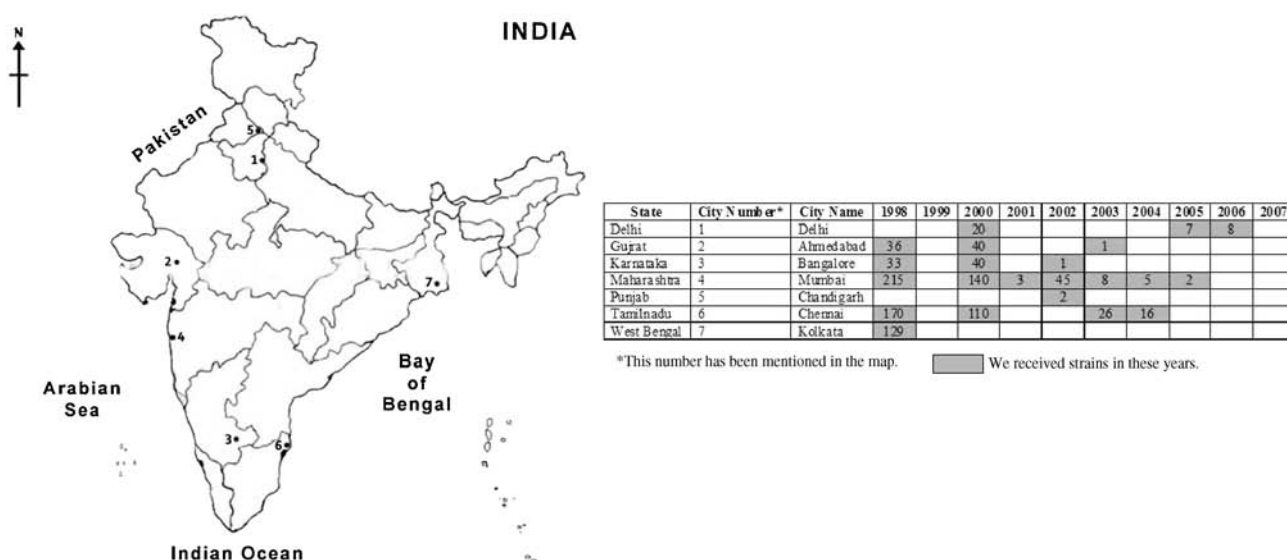 N
INDIA
Pakistan
5
1
2
7
4
Arabian
Sea
Bay
of
Bengal
3
6
Indian Ocean
State City Number* City Name 1998 1999 2000 2001 2002 2003 2004 2005 2006 2007
Delhi 1 Delhi 20 7 8
Gujrat 2 Ahmedabad 36 40 1
Karnataka 3 Bangalore 33 40 1
Maharashtra 4 Mumbai 215 140 3 45 8 5 2
Punjab 5 Chandigarh 2
Tamilnadu 6 Chennai 170 110 26 16
West Bengal 7 Kolkata 129
*This number has been mentioned in the map.
We received strains in these years.